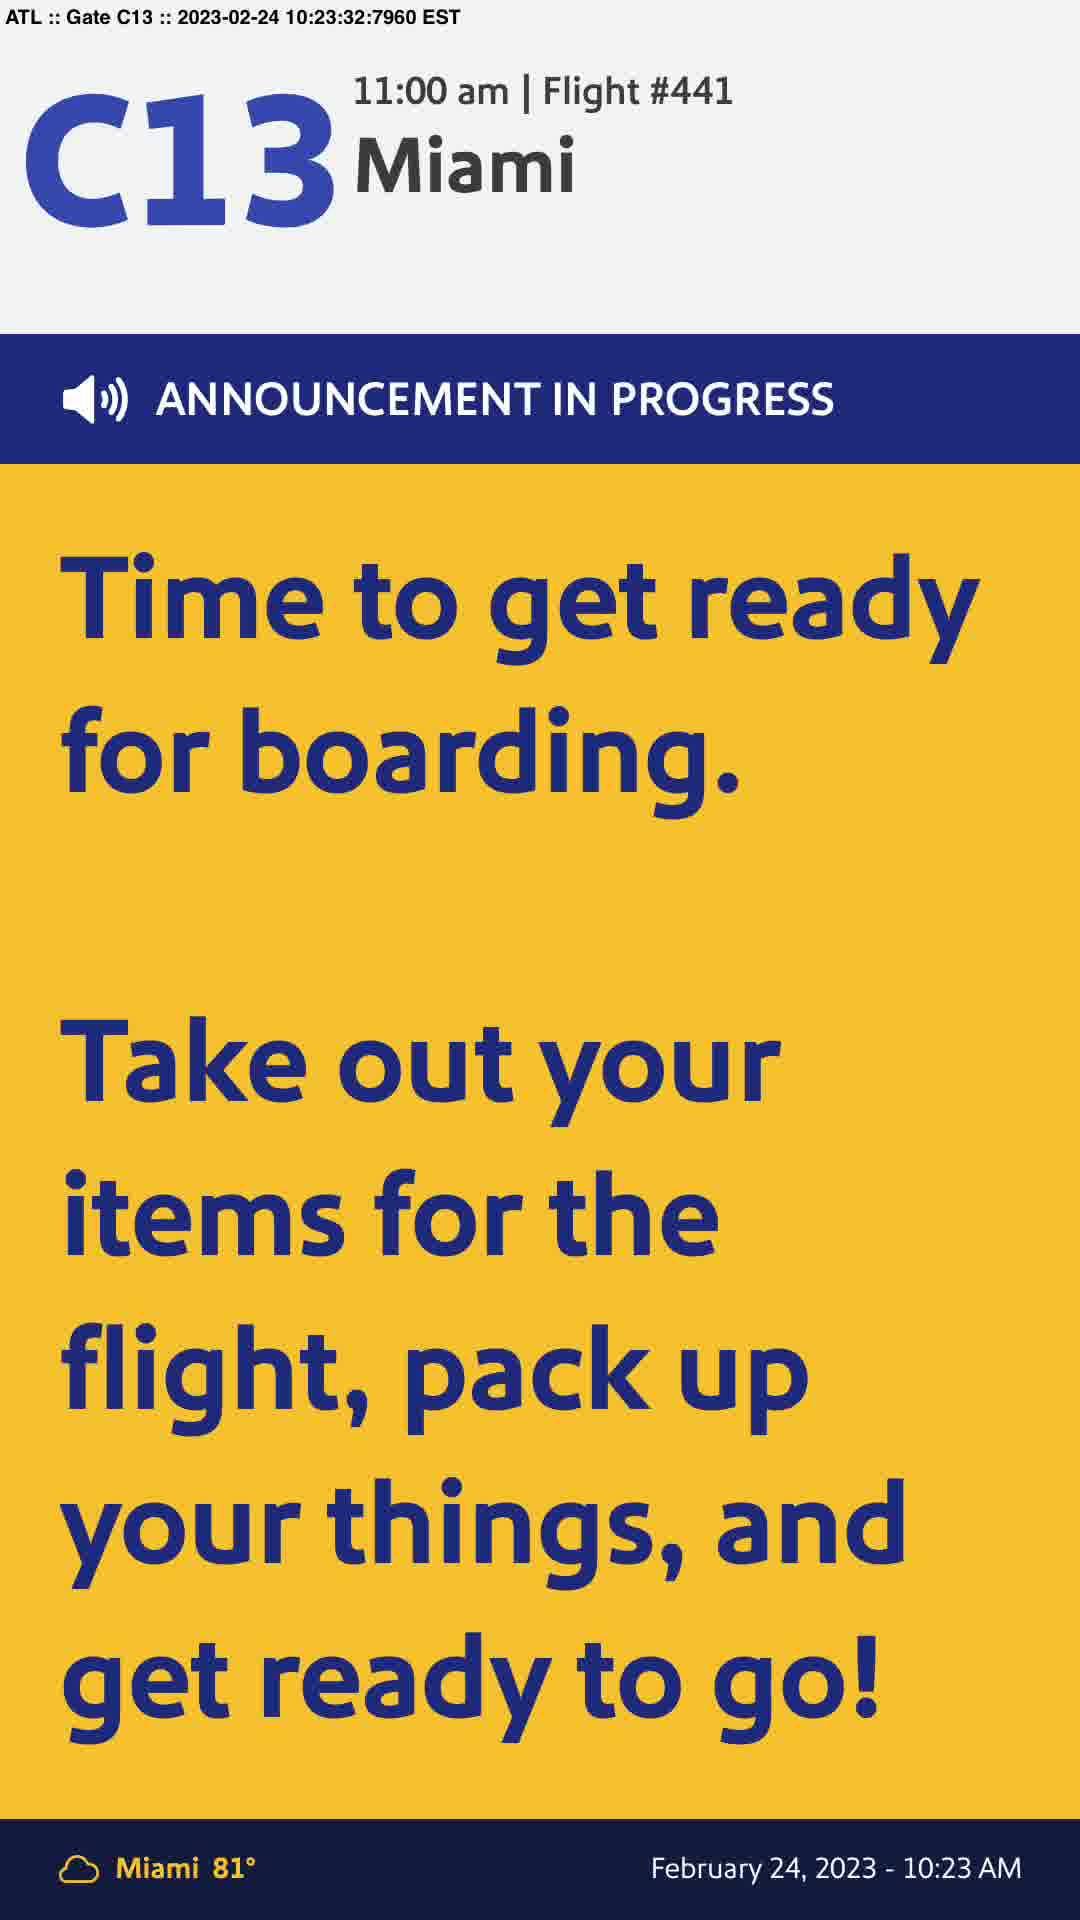 ATL :: Gate C13 :: 2023-02-24 10:23:32:7960 EST
C13
11:00 am | Flight #441
Miami
ANNOUNCEMENT IN PROGRESS
Time to get ready
for boarding.
Take out your
items for the
flight, pack up
your things, and
get ready to go!
Miami 81°
February 24, 2023 - 10:23 AM